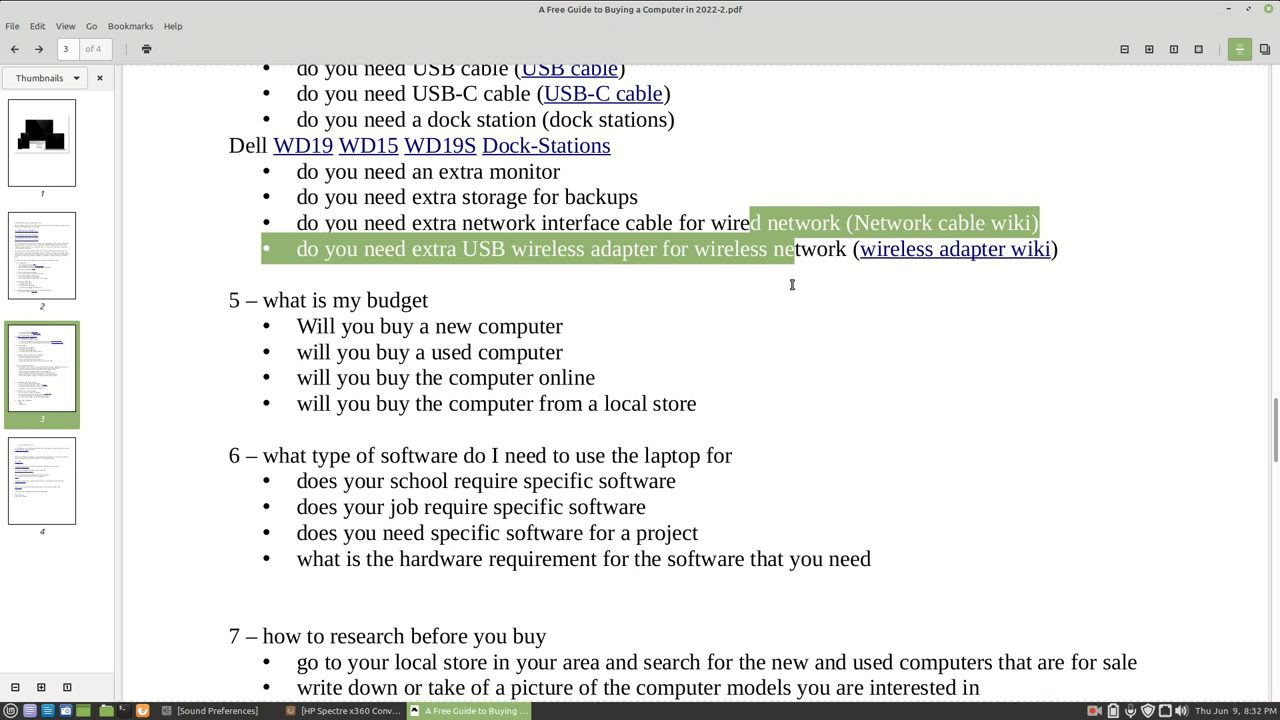 A Free Guide to Buying a Computer in 2022-2.pdf
File Edit View Go Bookmarks Help
3 of 4
Thumbnails
do you need USB cable (USB cable)
• do you need USB-C cable (USB-C cable)
• do you need a dock station (dock stations)
Dell WD19 WD15 WD19S Dock-Stations
• do you need an extra monitor
• do you need extra storage for backups
• do you need extra network interface cable for wired network (Network cable wiki)
• do you need extra USB wireless adapter for wireless network (wireless adapter wiki)
5 – what is my budget
• Will you buy a new computer
• will you buy a used computer
• will you buy the computer online
• will you buy the computer from a local store
6 – what type of software do I need to use the laptop for
• does your school require specific software
• does your job require specific software
• does you need specific software for a project
• what is the hardware requirement for the software that you need
7 – how to research before you buy
• go to your local store in your area and search for the new and used computers that are for sale
• write down or take of a picture of the computer models you are interested in
1
2
3
4
[Sound Preferences] [HP Spectre x360 Conv... A Free Guide to Buying ... Thu Jun 9, 8:32 PM